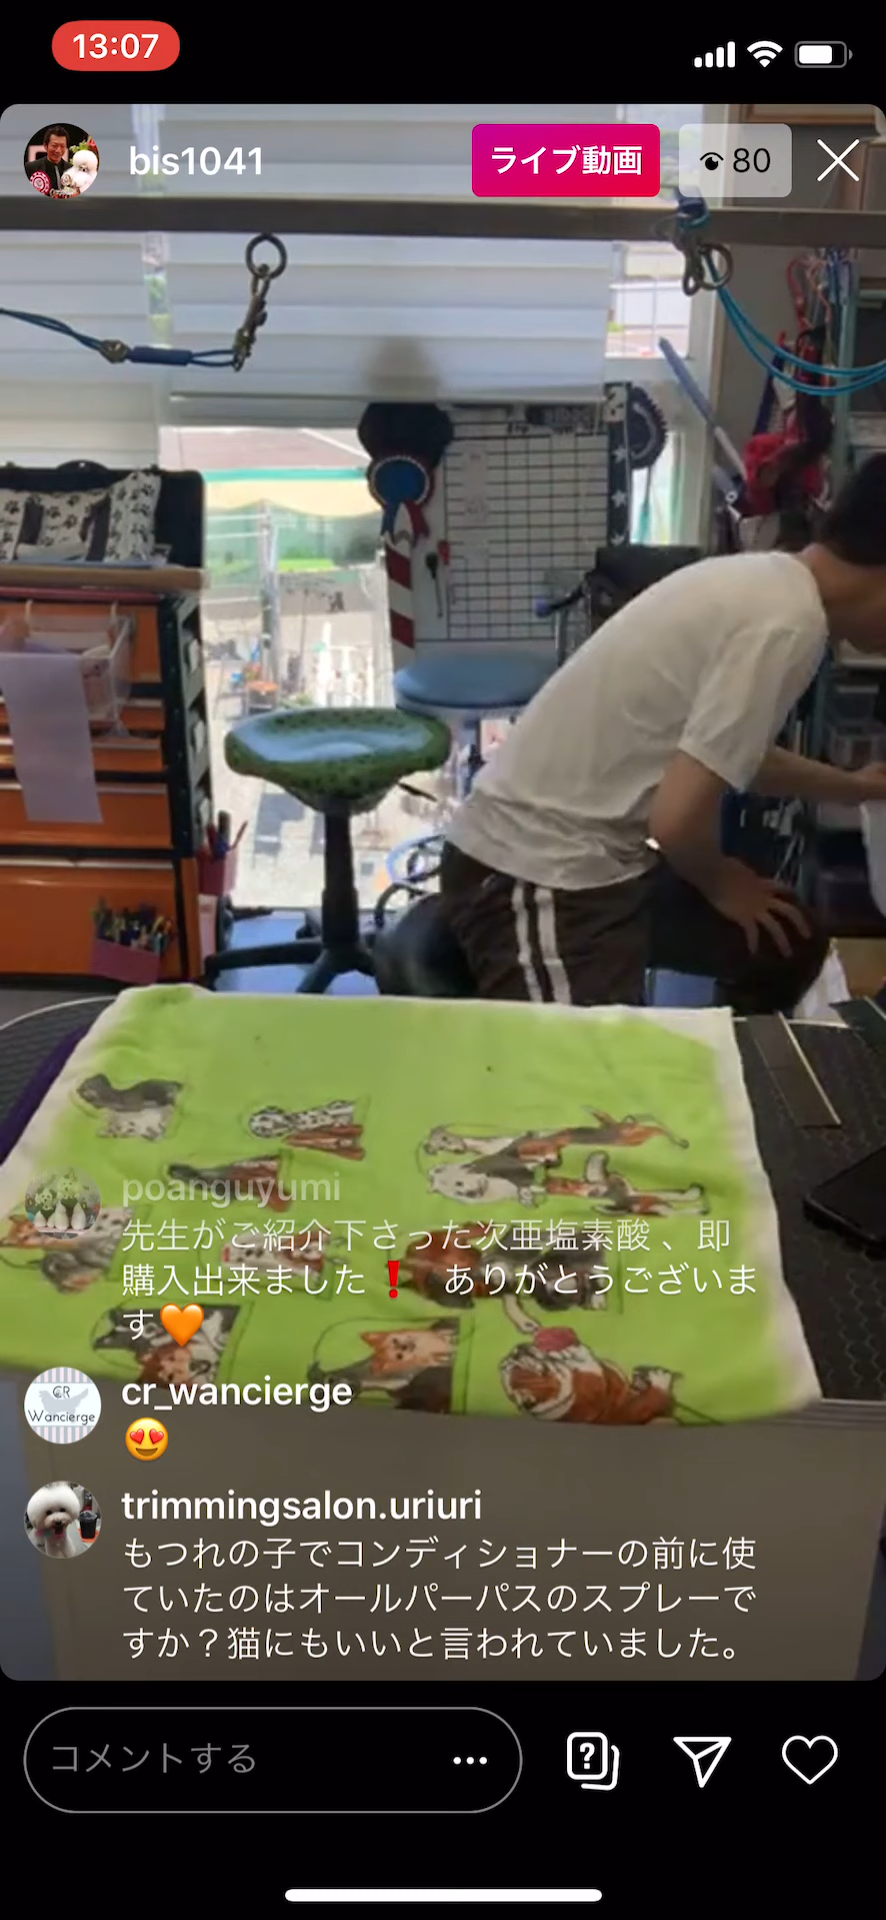 13:07
bis1041
ライブ動画
80
poanguyumi
先生がご紹介下さった次亜塩素酸 、即
購入出来ました❗ ありがとうございま
す🧡
CR
Wancierge
cr_wancierge
😍
trimmingsalon.uriuri
もつれの子でコンディショナーの前に使
ていたのはオールパーパスのスプレーで
すか？猫にもいいと言われていました。
コメントする